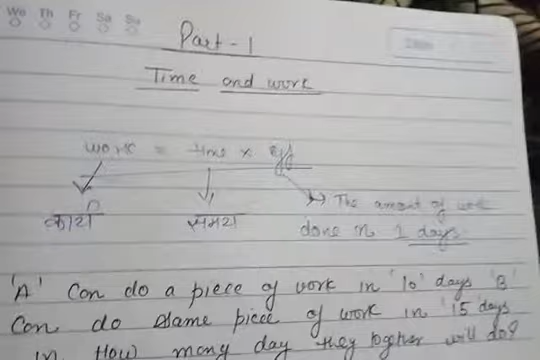 We Th Fr Sa Su
Part - 1
Time and work
work = time x eff
कार्य समय → The amount of work
done in 1 days
'A' Can do a piece of work in '10' days 'B'
Can do same piece of work in '15 days
in How many day they together will do?